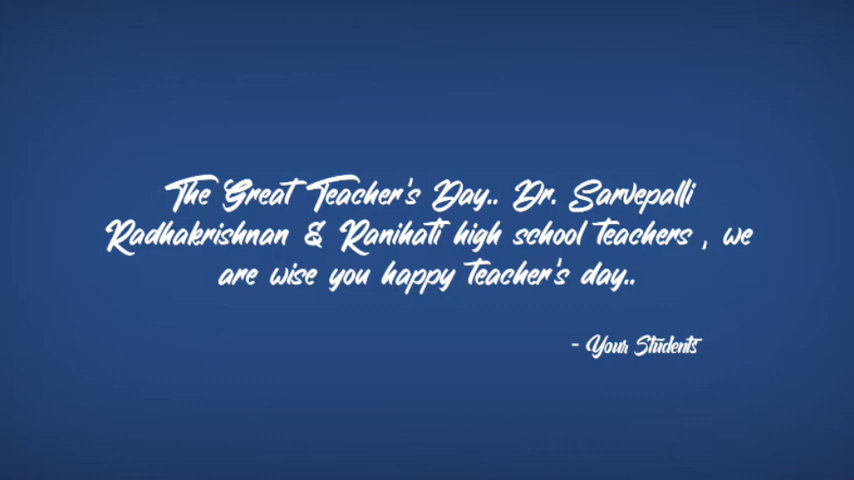 The Great Teacher's Day.. Dr. Sarvepalli
Radhakrishnan & Ranihati high school teachers , we
are wise you happy teacher's day..
- Your Students